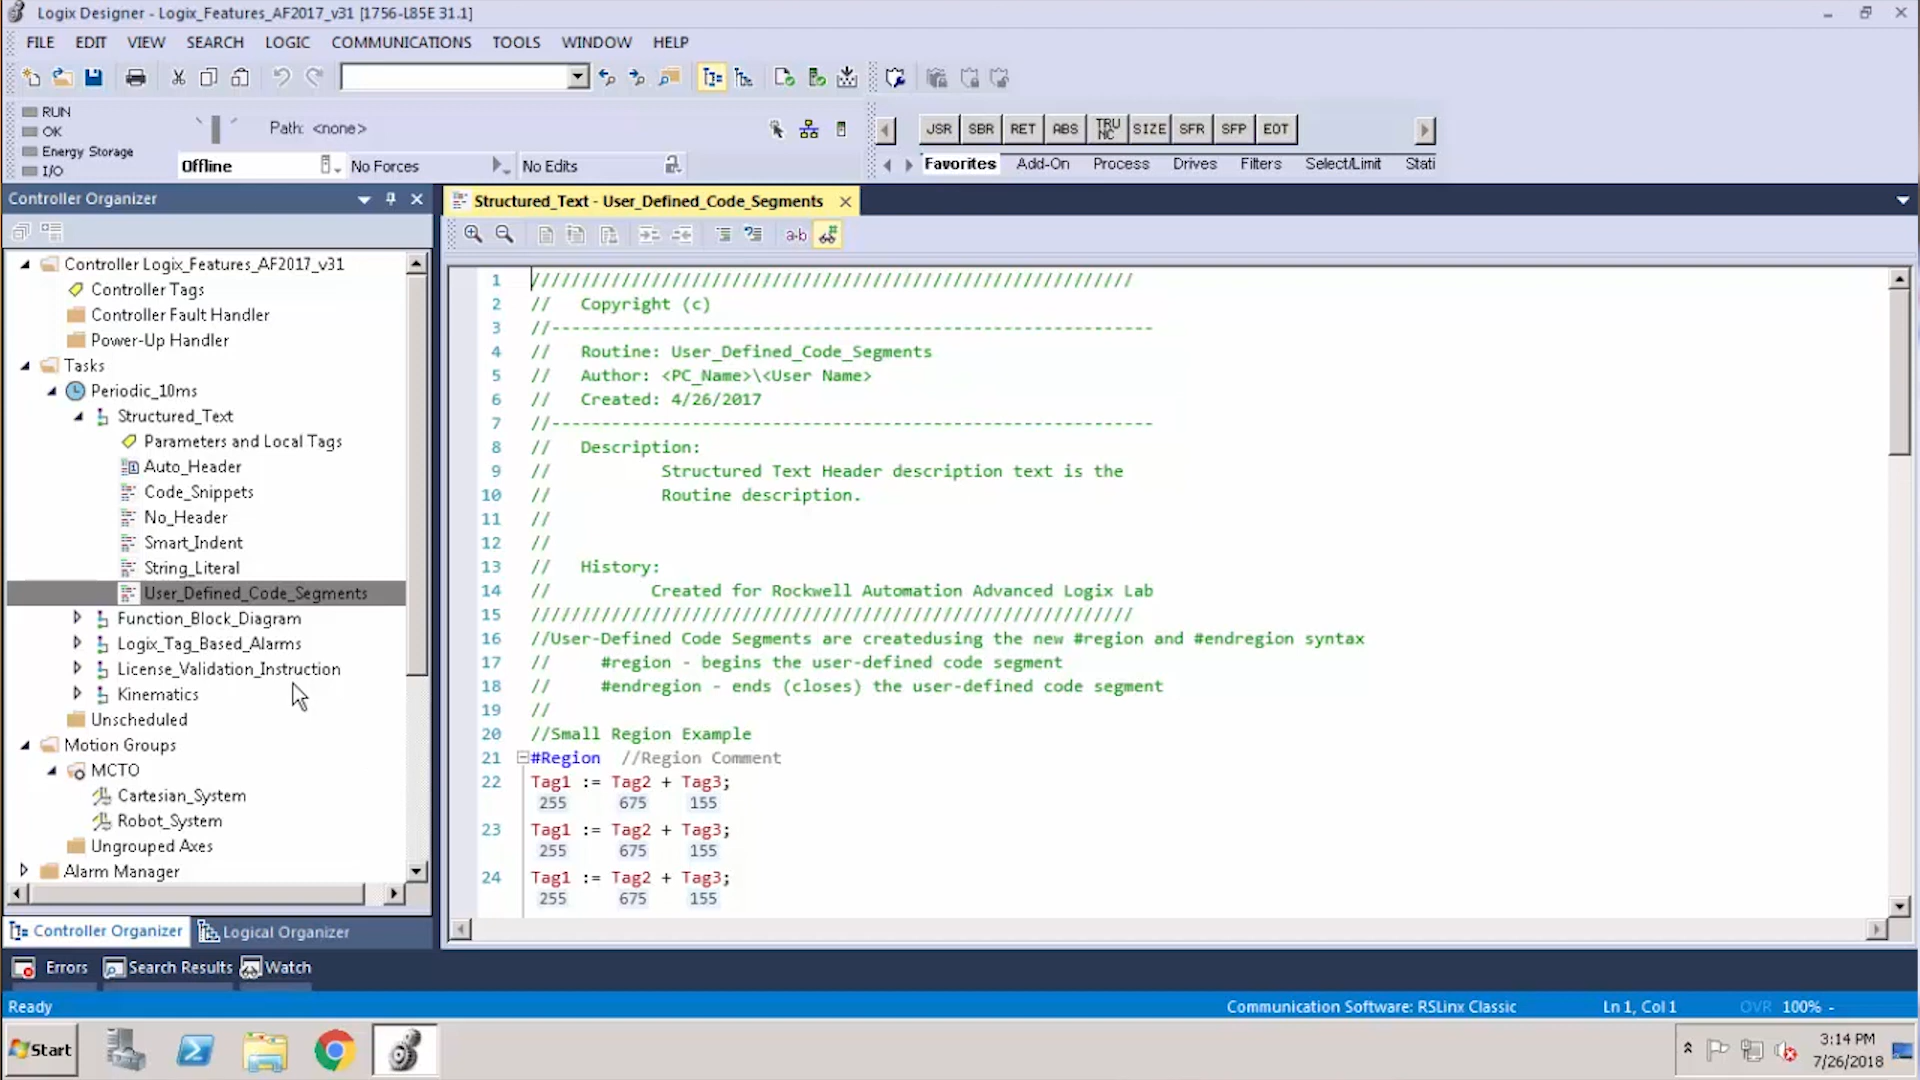 Logix Designer - Logix_Features_AF2017_v31 [1756-L85E 31.1]
FILE EDIT VIEW SEARCH LOGIC COMMUNICATIONS TOOLS WINDOW HELP
RUN
OK
Energy Storage
I/O
Path: <none>
Offline
No Forces
No Edits
JSR SBR RET ABS TRUNC SIZE SFR SFP EOT
Favorites Add-On Process Drives Filters Select/Limit Stati
Controller Organizer
Controller Logix_Features_AF2017_v31
Controller Tags
Controller Fault Handler
Power-Up Handler
Tasks
Periodic_10ms
Structured_Text
Parameters and Local Tags
Auto_Header
Code_Snippets
No_Header
Smart_Indent
String_Literal
User_Defined_Code_Segments
Function_Block_Diagram
Logix_Tag_Based_Alarms
License_Validation_Instruction
Kinematics
Unscheduled
Motion Groups
MCTO
Cartesian_System
Robot_System
Ungrouped Axes
Alarm Manager
Controller Organizer Logical Organizer
Structured_Text - User_Defined_Code_Segments
a-b
1 ////////////////////////////////////////////////////////////
2 // Copyright (c)
3 //------------------------------------------------------------
4 // Routine: User_Defined_Code_Segments
5 // Author: <PC_Name>\<User Name>
6 // Created: 4/26/2017
7 //------------------------------------------------------------
8 // Description:
9 // Structured Text Header description text is the
10 // Routine description.
11 //
12 //
13 // History:
14 // Created for Rockwell Automation Advanced Logix Lab
15 ////////////////////////////////////////////////////////////
16 //User-Defined Code Segments are createdusing the new #region and #endregion syntax
17 // #region - begins the user-defined code segment
18 // #endregion - ends (closes) the user-defined code segment
19 //
20 //Small Region Example
21 #Region //Region Comment
22 Tag1 := Tag2 + Tag3;
255 675 155
23 Tag1 := Tag2 + Tag3;
255 675 155
24 Tag1 := Tag2 + Tag3;
255 675 155
Errors Search Results Watch
Ready
Communication Software: RSLinx Classic
Ln 1, Col 1
OVR 100% -
Start
3:14 PM
7/26/2018